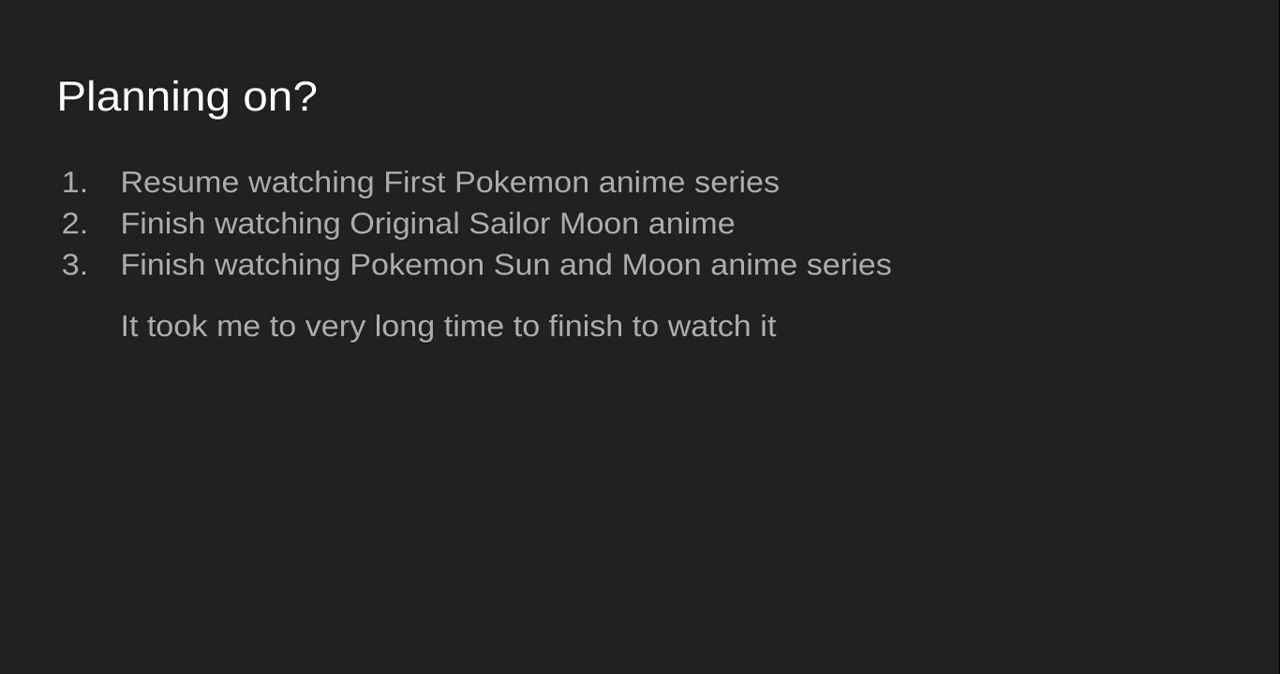 Planning on?
1. Resume watching First Pokemon anime series
2. Finish watching Original Sailor Moon anime
3. Finish watching Pokemon Sun and Moon anime series
It took me to very long time to finish to watch it